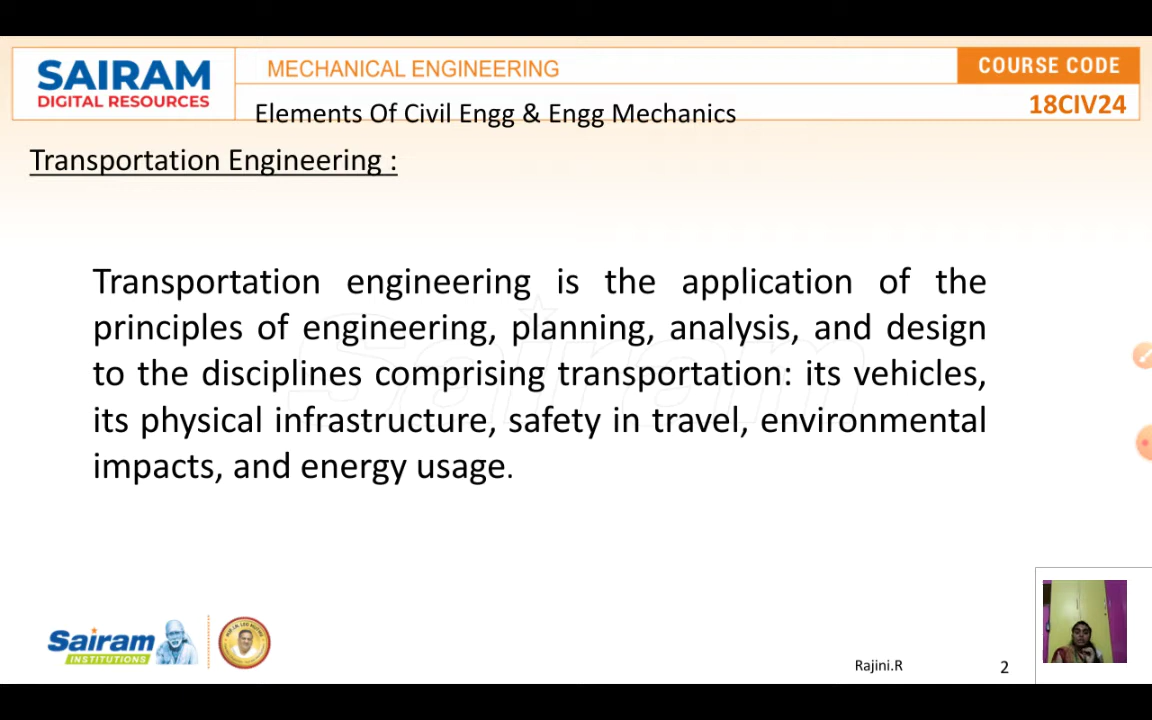 SAIRAM
DIGITAL RESOURCES
MECHANICAL ENGINEERING
COURSE CODE
Elements Of Civil Engg & Engg Mechanics
18CIV24
Transportation Engineering :
Transportation engineering is the application of the
principles of engineering, planning, analysis, and design
to the disciplines comprising transportation: its vehicles,
its physical infrastructure, safety in travel, environmental
impacts, and energy usage.
Sairam
Sairam
INSTITUTIONS
Rajini.R
2